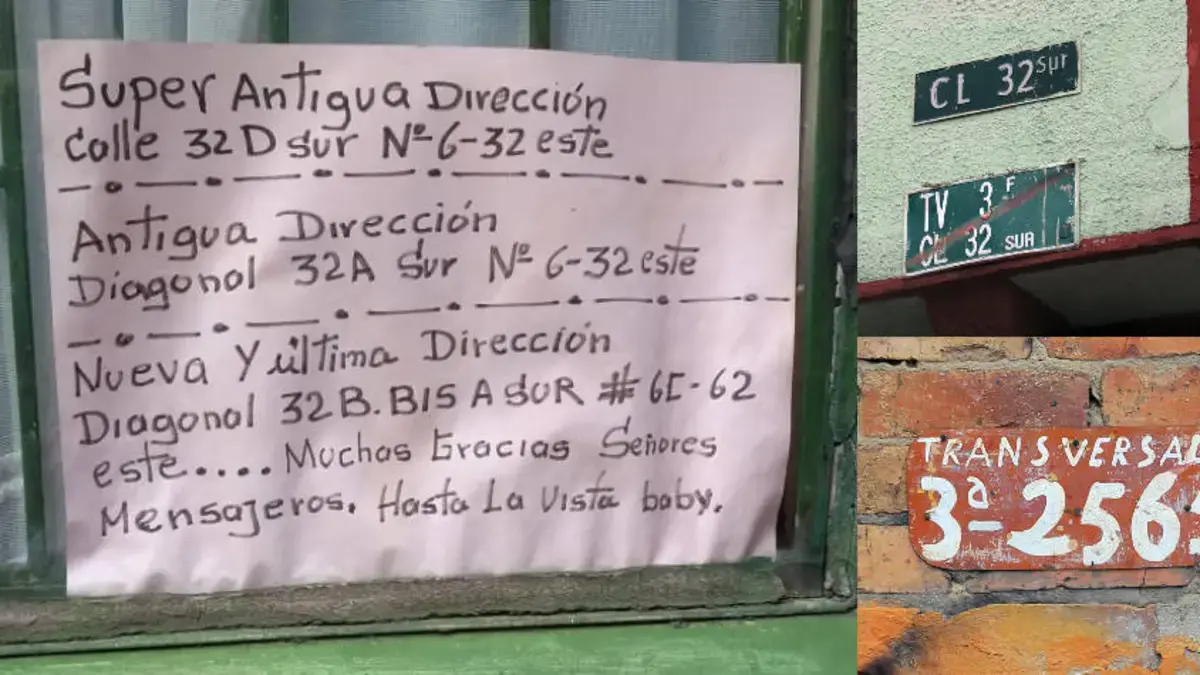 Super Antigua Dirección
Calle 32D sur Nº 6-32 este
Antigua Dirección
Diagonal 32A sur Nº 6-32 este
Nueva Y última Dirección
Diagonal 32B.BIS A SUR # 6E-62
este.... Muchas Gracias Señores
Mensajeros. Hasta La Vista baby.
CL 32 Sur
TV 3 F
CL 32 SUR
TRANSVERSAL
3ª 256